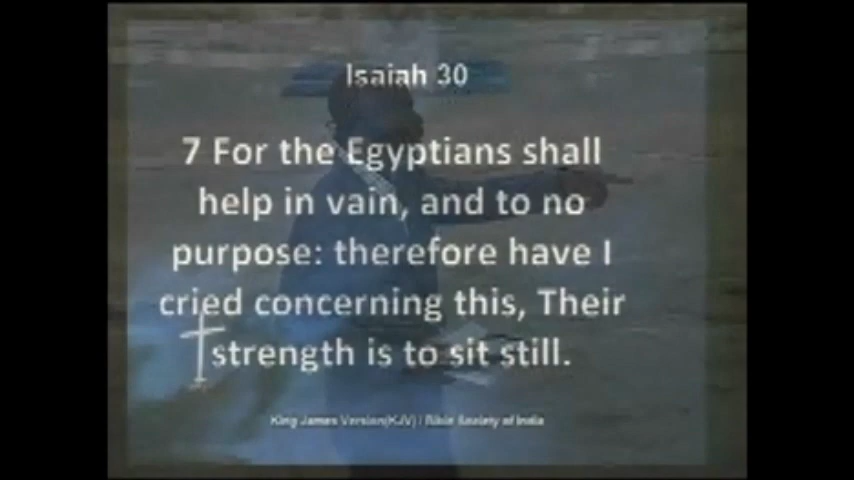 Isaiah 30
7 For the Egyptians shall
help in vain, and to no
purpose: therefore have I
cried concerning this, Their
strength is to sit still.
King James Version(KJV) / Bible Society of India